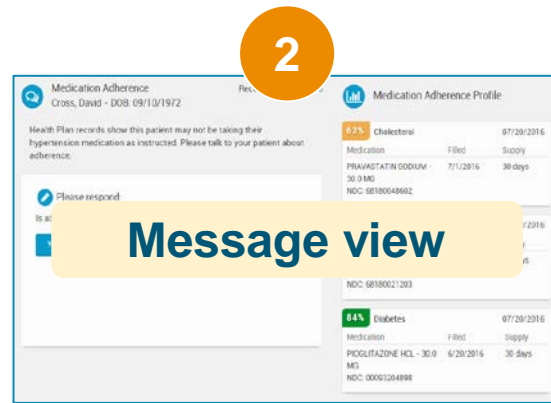 2
Medication Adherence
Cross, David - DOB: 09/10/1972
Health Plan records show this patient may not be taking their
hypertension medication as instructed. Please talk to your patient about
adherence.
Please respond
Message view
Medication Adherence Profile
62% Cholesterol 07/20/2016
Medication Filled Supply
PRAVASTATIN SODIUM - 7/1/2016 30 days
30.0 MG
NDC: 68180048602
NDC: 68180021203
84% Diabetes 07/20/2016
Medication Filled Supply
PIOGLITAZONE HCL - 30.0 6/20/2016 30 days
MG
NDC: 00093204898